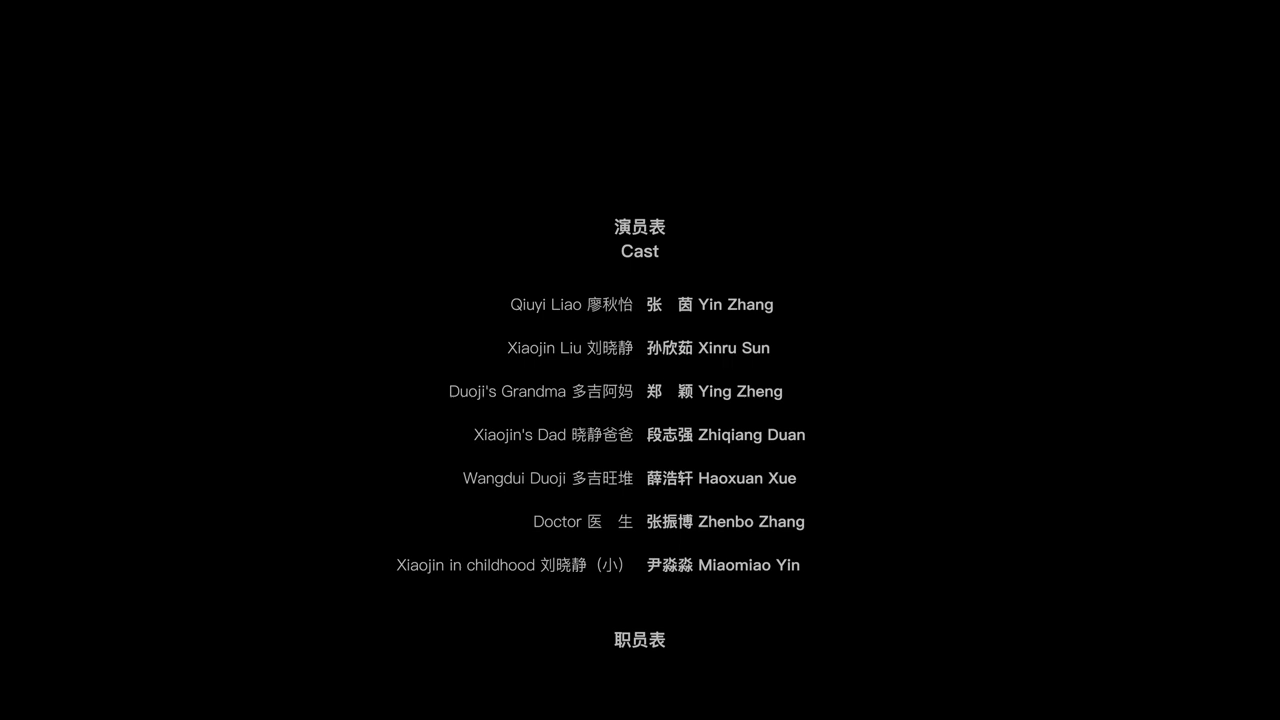 演员表
Cast
Qiuyi Liao 廖秋怡 张　茵 Yin Zhang
Xiaojin Liu 刘晓静 孙欣茹 Xinru Sun
Duoji's Grandma 多吉阿妈 郑　颖 Ying Zheng
Xiaojin's Dad 晓静爸爸 段志强 Zhiqiang Duan
Wangdui Duoji 多吉旺堆 薛浩轩 Haoxuan Xue
Doctor 医　生 张振博 Zhenbo Zhang
Xiaojin in childhood 刘晓静（小） 尹淼淼 Miaomiao Yin
职员表